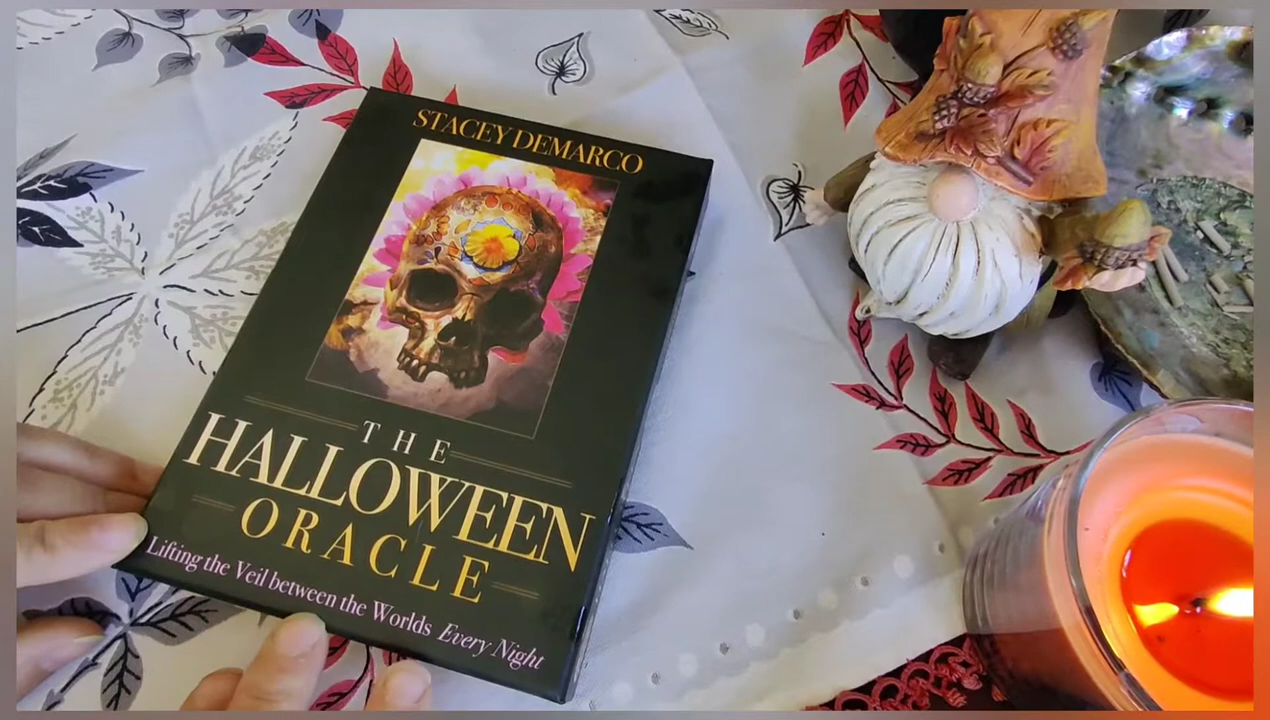 STACEY DEMARCO
THE
HALLOWEEN
ORACLE
Lifting the Veil between the Worlds Every Night